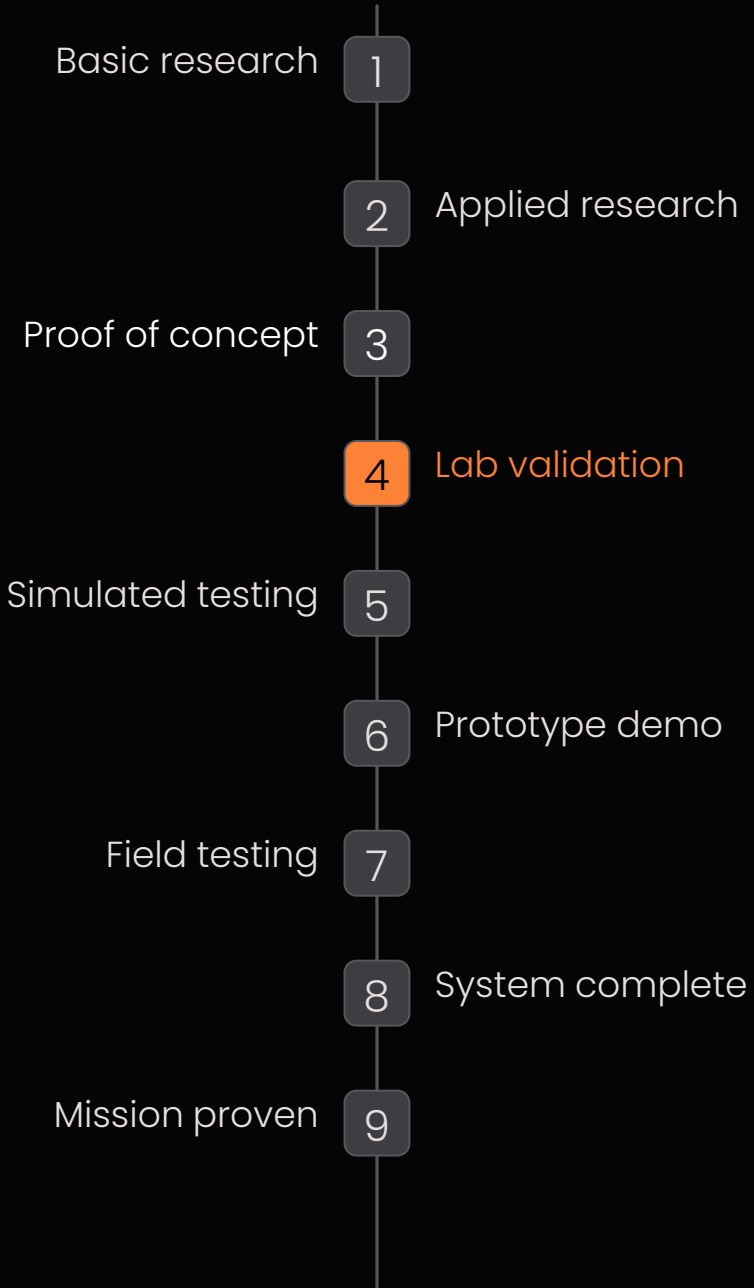 Basic research
1
2
Applied research
Proof of concept
3
4
Lab validation
Simulated testing
5
6
Prototype demo
Field testing
7
8
System complete
Mission proven
9